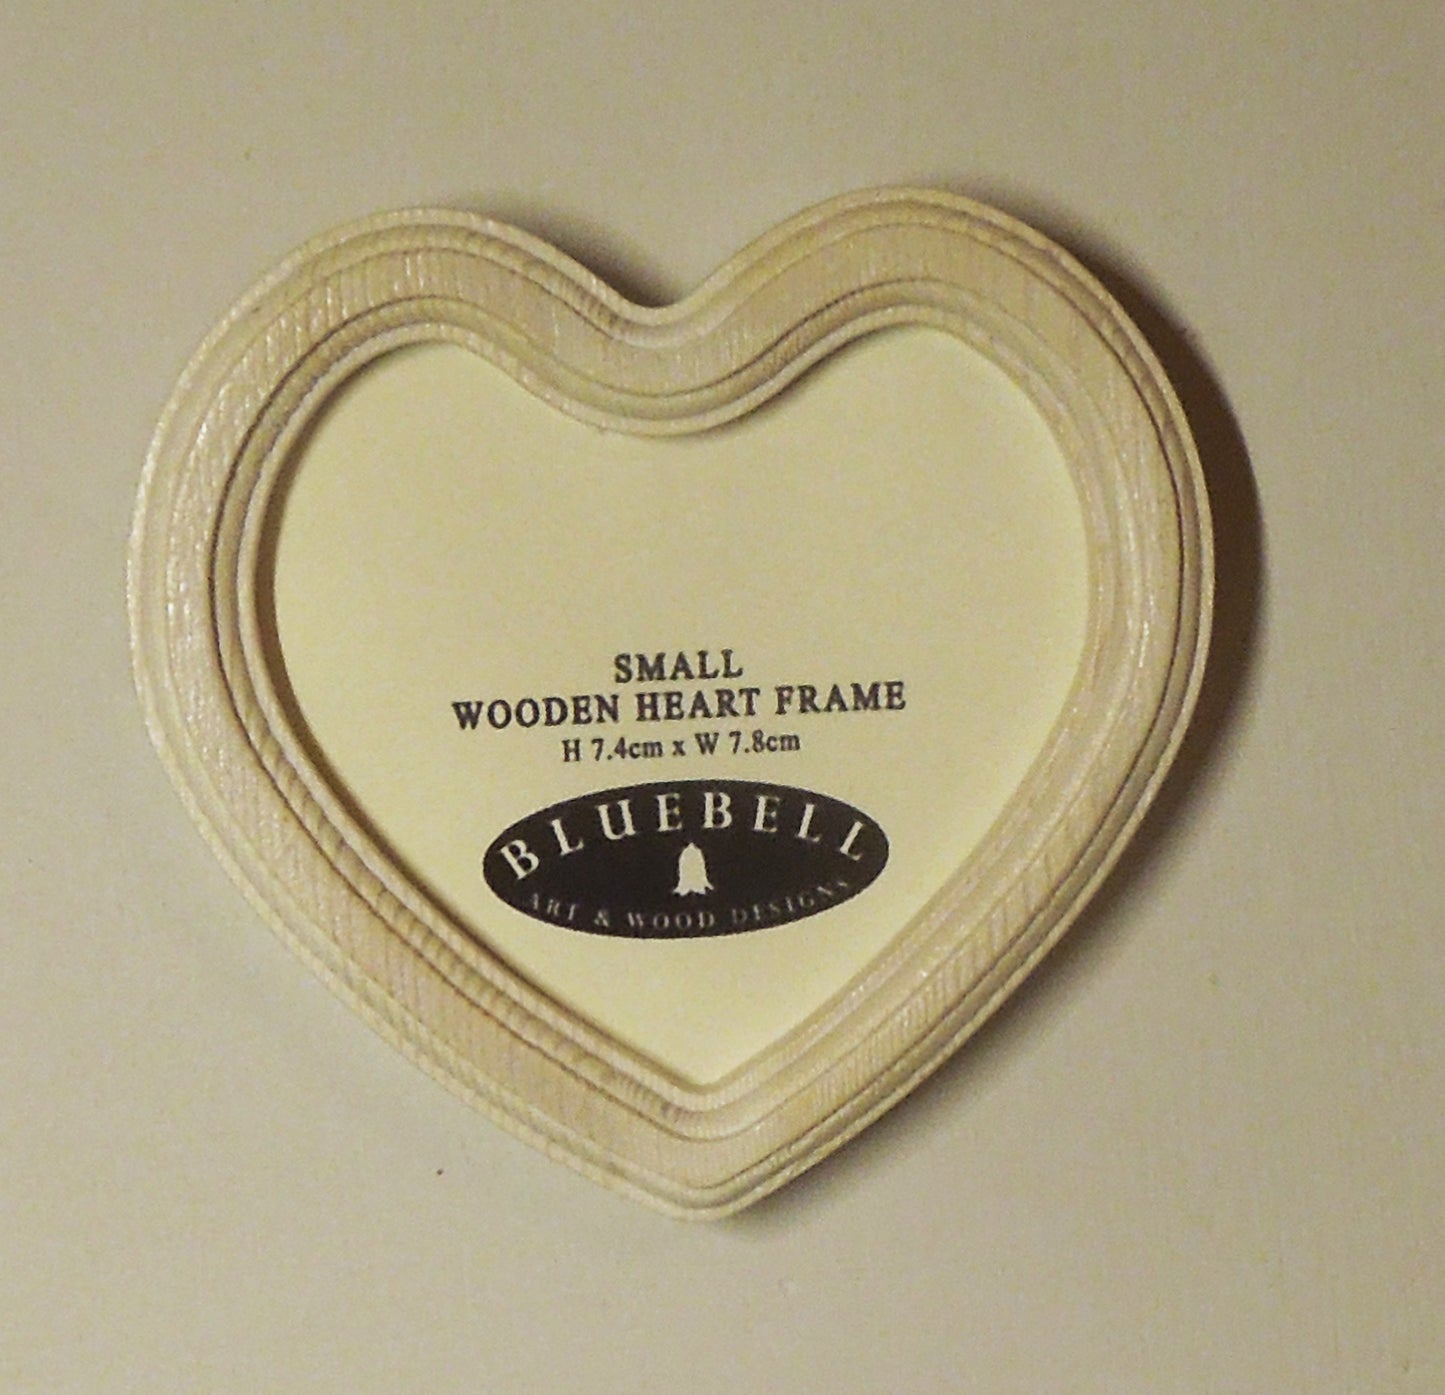 SMALL
WOODEN HEART FRAME
H 7.4cm x W 7.8cm
BLUEBELL
ART & WOOD DESIGNS